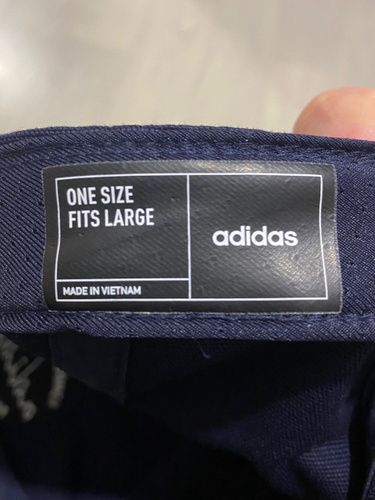 ONE SIZE
FITS LARGE
adidas
MADE IN VIETNAM